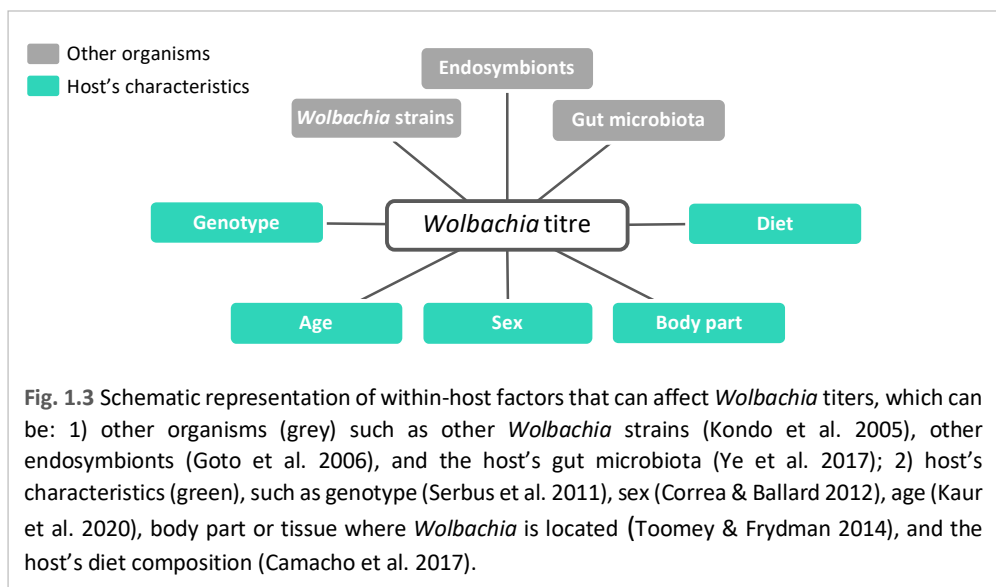 Other organisms
Host's characteristics
Endosymbionts
Wolbachia strains
Gut microbiota
Genotype
Wolbachia titre
Diet
Age
Sex
Body part
Fig. 1.3 Schematic representation of within-host factors that can affect Wolbachia titers, which can
be: 1) other organisms (grey) such as other Wolbachia strains (Kondo et al. 2005), other
endosymbionts (Goto et al. 2006), and the host's gut microbiota (Ye et al. 2017); 2) host's
characteristics (green), such as genotype (Serbus et al. 2011), sex (Correa & Ballard 2012), age (Kaur
et al. 2020), body part or tissue where Wolbachia is located (Toomey & Frydman 2014), and the
host's diet composition (Camacho et al. 2017).